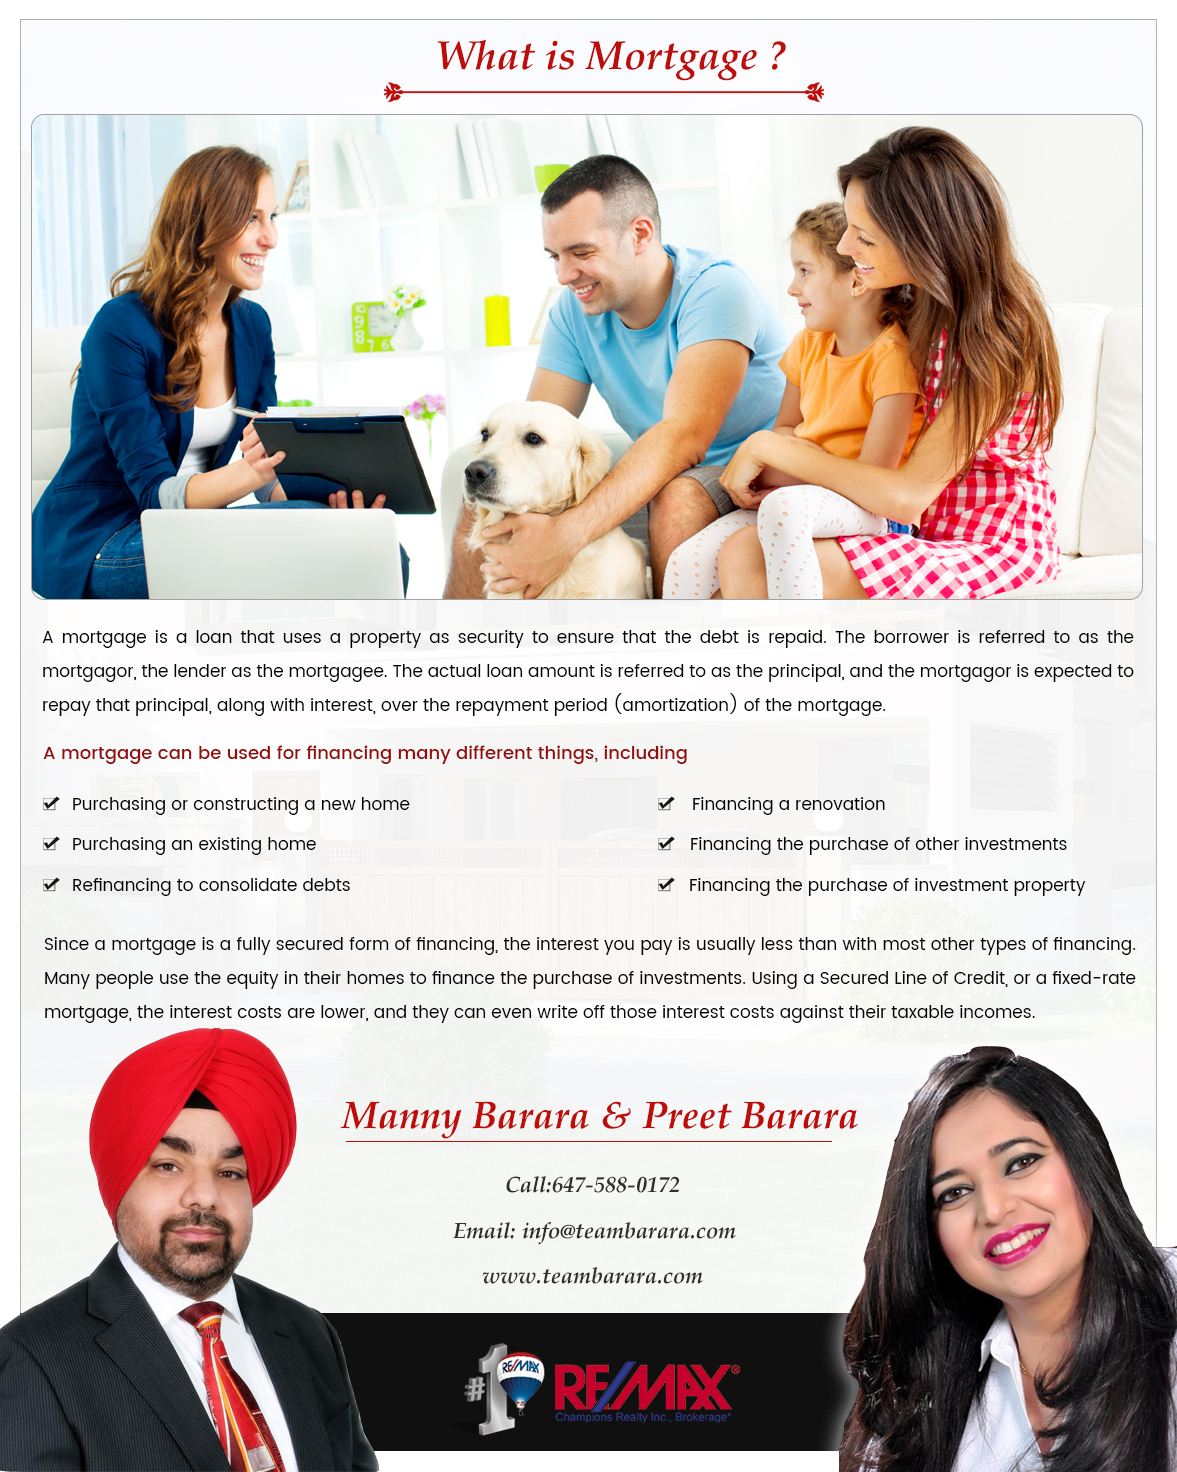 What is Mortgage ?
A mortgage is a loan that uses a property as security to ensure that the debt is repaid. The borrower is referred to as the
mortgagor, the lender as the mortgagee. The actual loan amount is referred to as the principal, and the mortgagor is expected to
repay that principal, along with interest, over the repayment period (amortization) of the mortgage.
A mortgage can be used for financing many different things, including
Purchasing or constructing a new home
Purchasing an existing home
Refinancing to consolidate debts
Financing a renovation
Financing the purchase of other investments
Financing the purchase of investment property
Since a mortgage is a fully secured form of financing, the interest you pay is usually less than with most other types of financing.
Many people use the equity in their homes to finance the purchase of investments. Using a Secured Line of Credit, or a fixed-rate
mortgage, the interest costs are lower, and they can even write off those interest costs against their taxable incomes.
Manny Barara & Preet Barara
Call:647-588-0172
Email: info@teambarara.com
www.teambarara.com
#1
RE/MAX
RE/MAX®
Champions Realty Inc., Brokerage*